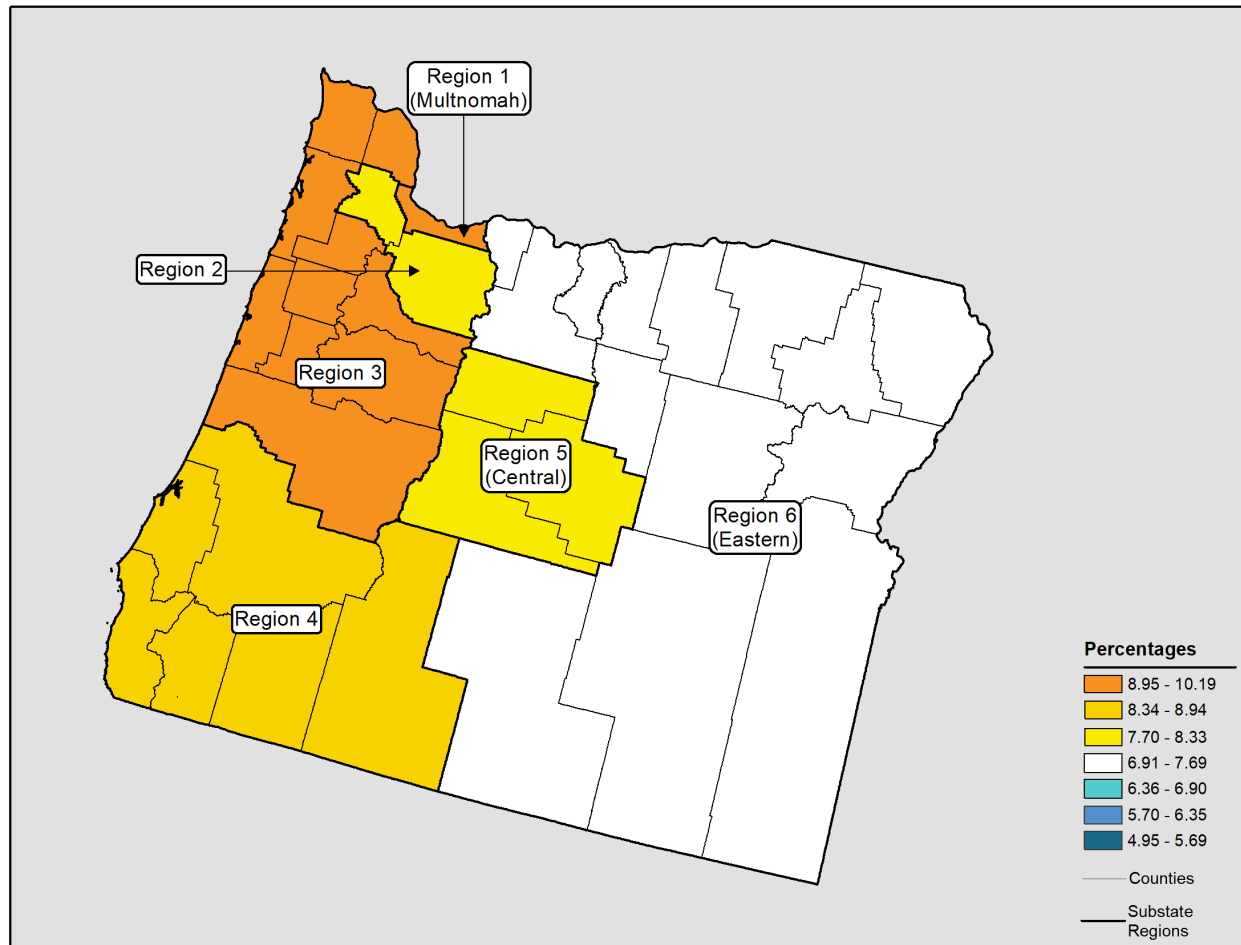 Region 1
(Multnomah)
Region 2
Region 3
Region 5
(Central)
Region 6
(Eastern)
Region 4
Percentages
8.95 - 10.19
8.34 - 8.94
7.70 - 8.33
6.91 - 7.69
6.36 - 6.90
5.70 - 6.35
4.95 - 5.69
Counties
Substate
Regions